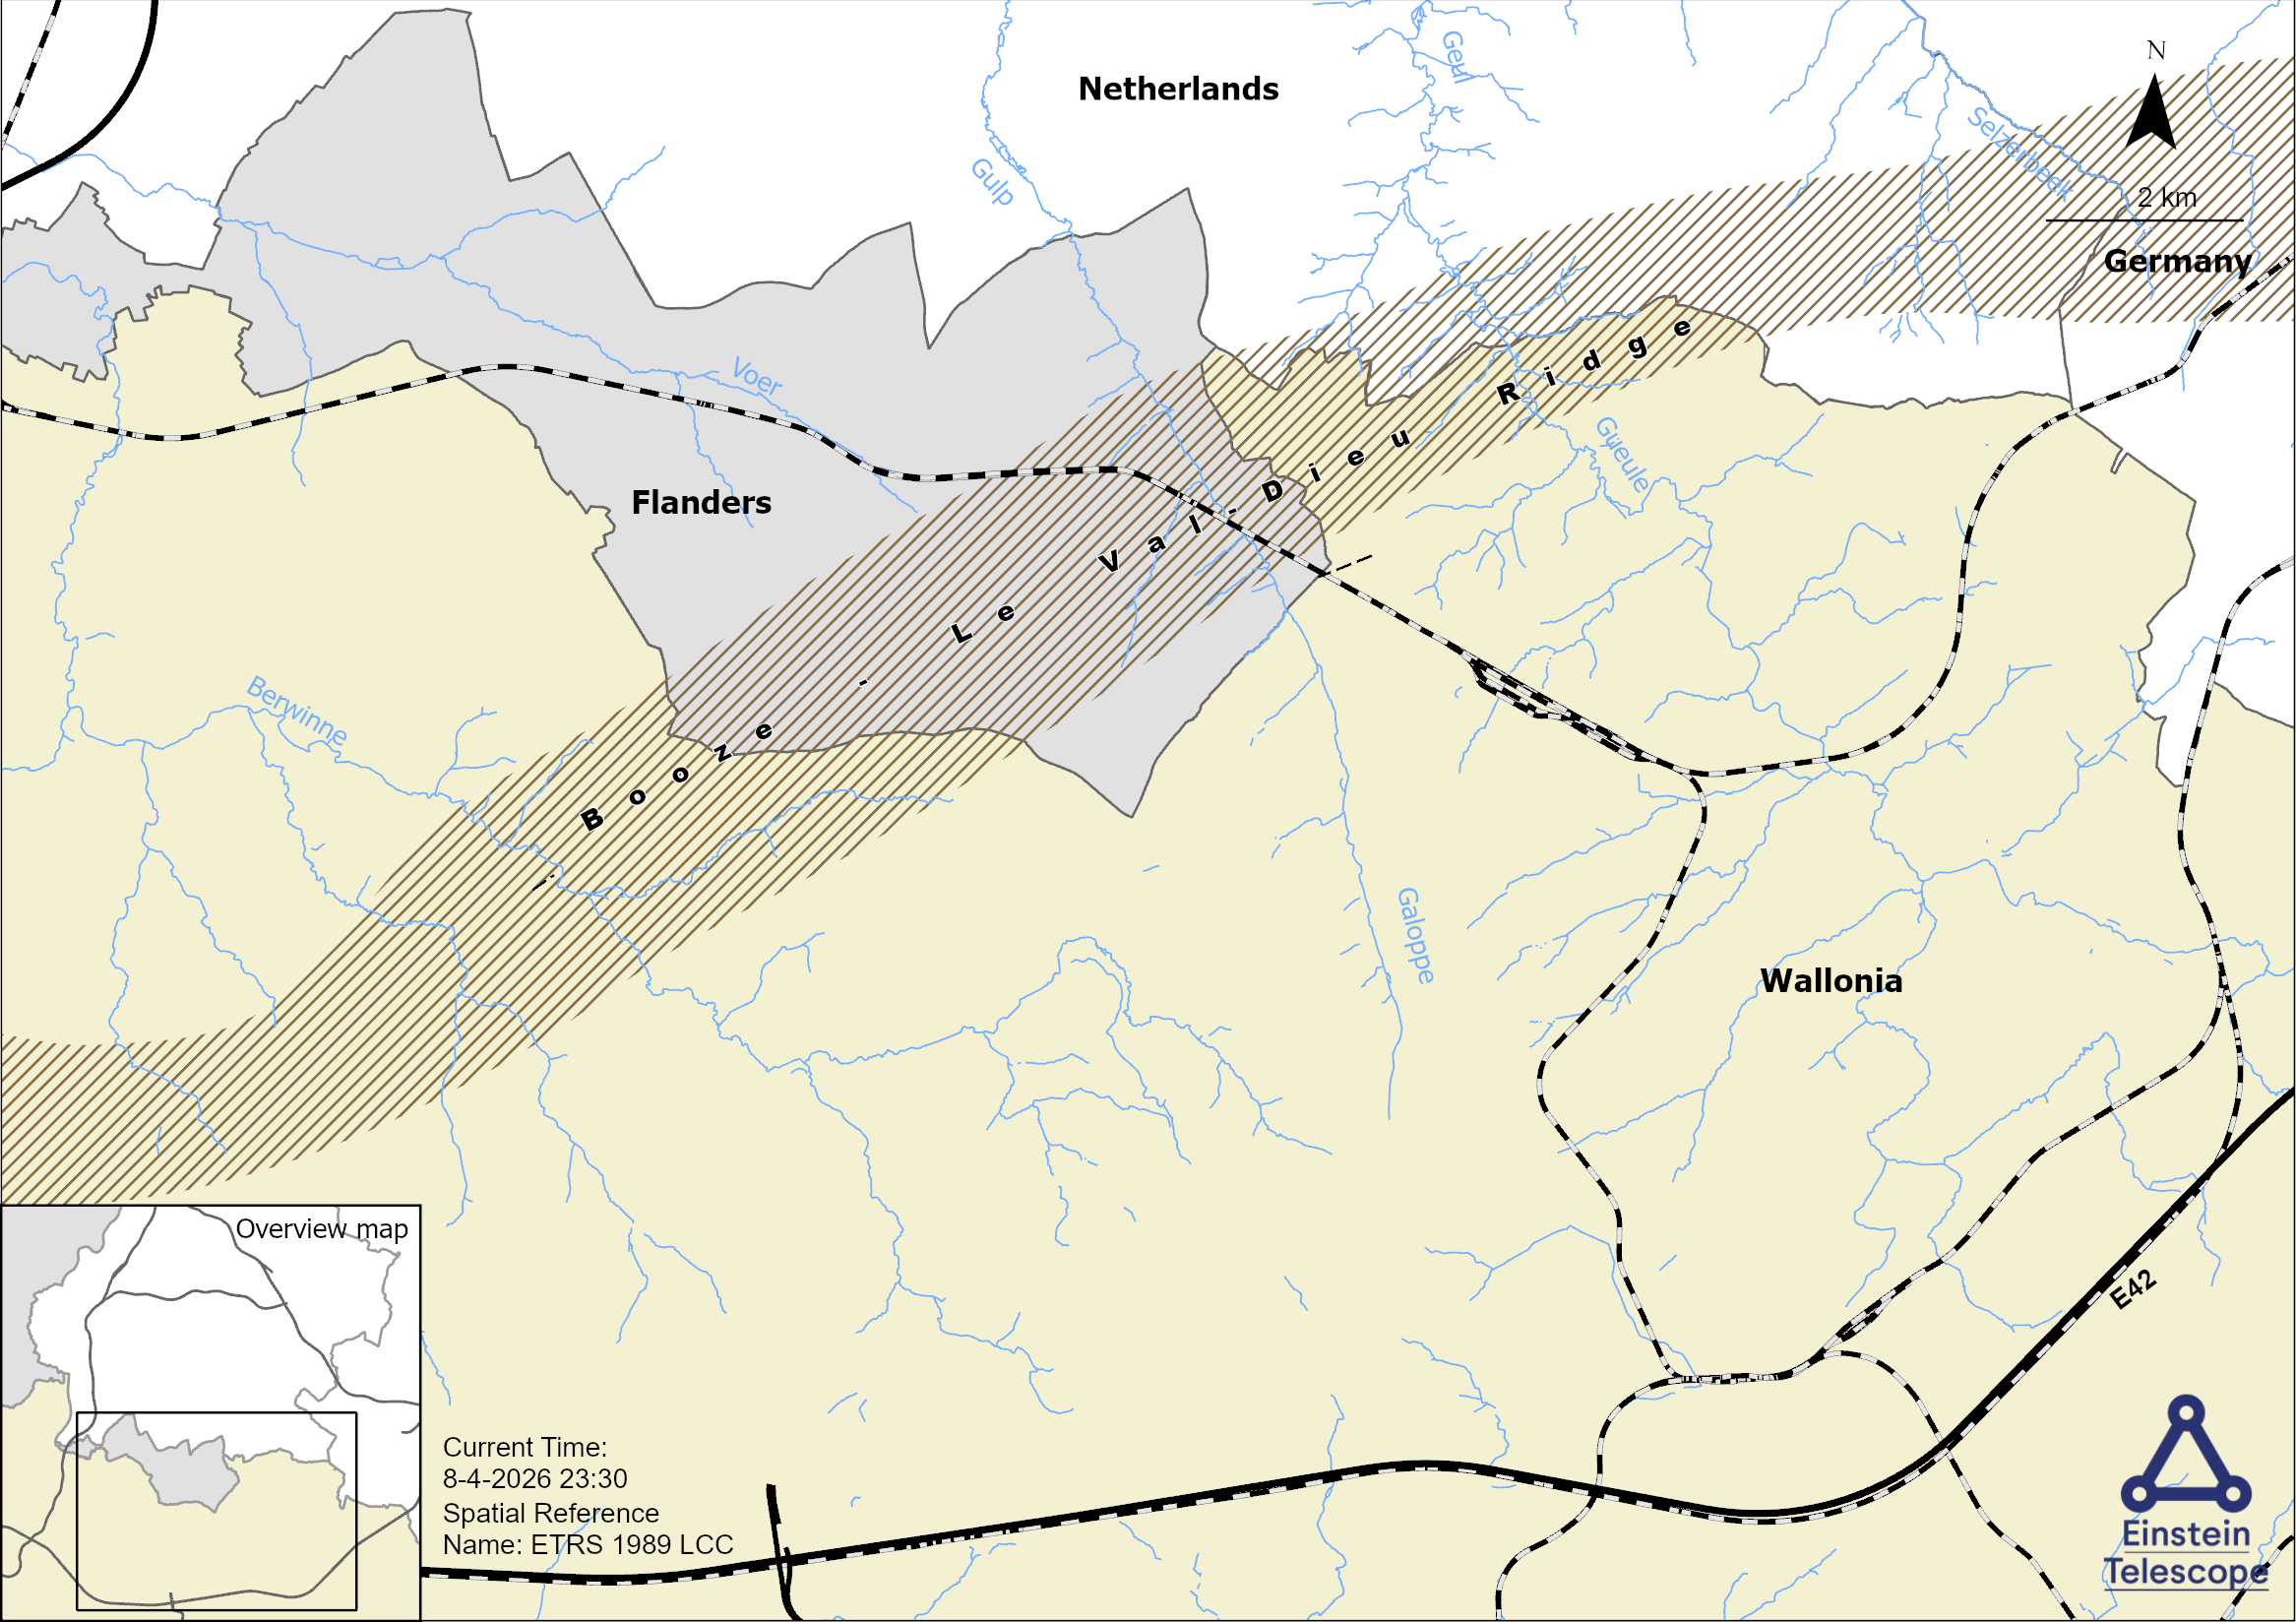 Netherlands
Geul
N
Selzerbeek
Gulp
2 km
Germany
Voer
Flanders
Gueule
Booze - Le Val-Dieu Ridge
Berwinne
Galoppe
Wallonia
Overview map
E42
Current Time:
8-4-2026 23:30
Spatial Reference
Name: ETRS 1989 LCC
Einstein
Telescope